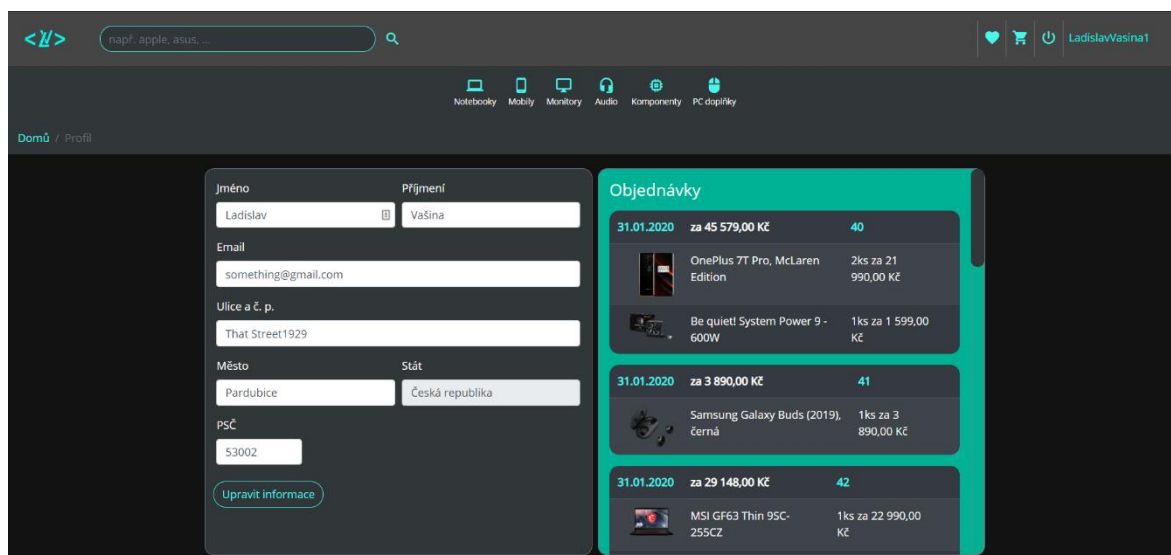 např. apple, asus, ...
LadislavVasina1
Notebooky Mobily Monitory Audio Komponenty PC doplňky
Domů / Profil
Jméno Příjmení
Ladislav Vašina
Email
something@gmail.com
Ulice a č. p.
That Street1929
Město Stát
Pardubice Česká republika
PSČ
53002
Upravit informace
Objednávky
31.01.2020 za 45 579,00 Kč 40
OnePlus 7T Pro, McLaren 2ks za 21
Edition 990,00 Kč
Be quiet! System Power 9 - 1ks za 1 599,00
600W Kč
31.01.2020 za 3 890,00 Kč 41
Samsung Galaxy Buds (2019), 1ks za 3
černá 890,00 Kč
31.01.2020 za 29 148,00 Kč 42
MSI GF63 Thin 9SC- 1ks za 22 990,00
255CZ Kč